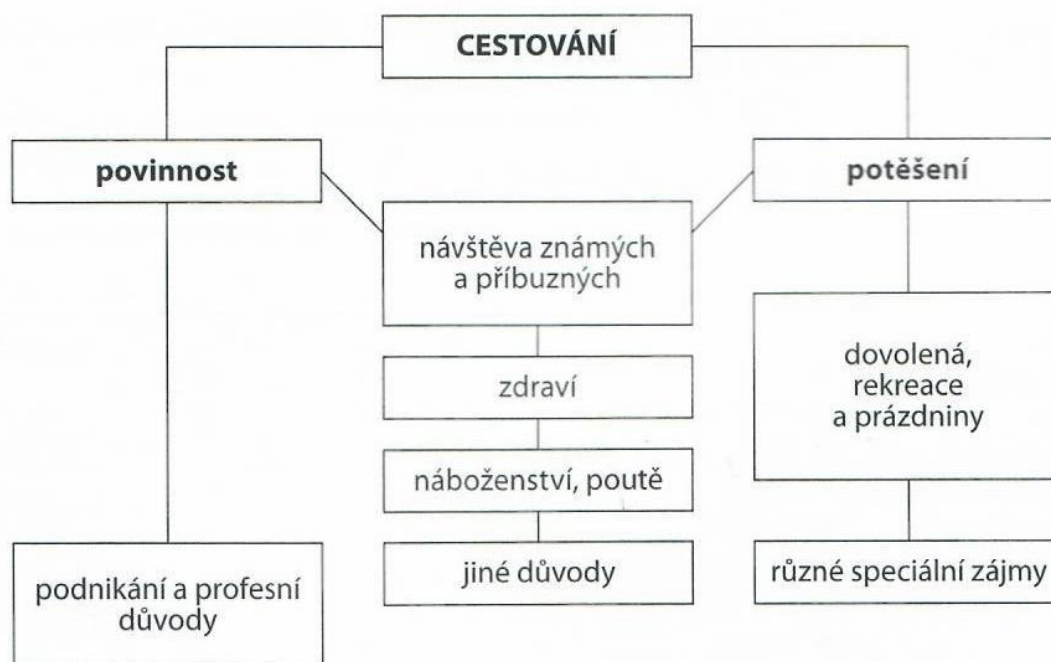 CESTOVÁNÍ
povinnost
potěšení
návštěva známých
a příbuzných
zdraví
dovolená,
rekreace
a prázdniny
náboženství, poutě
podnikání a profesní
důvody
jiné důvody
různé speciální zájmy